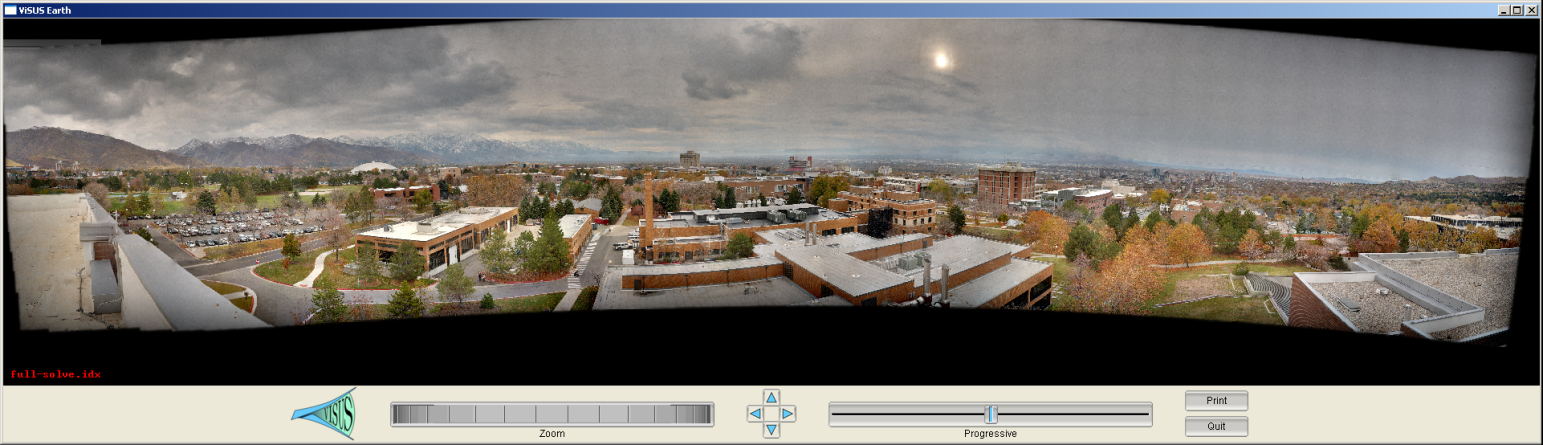 ViSUS Earth
full-solve.idx
ViSUS
Zoom
Progressive
Print
Quit